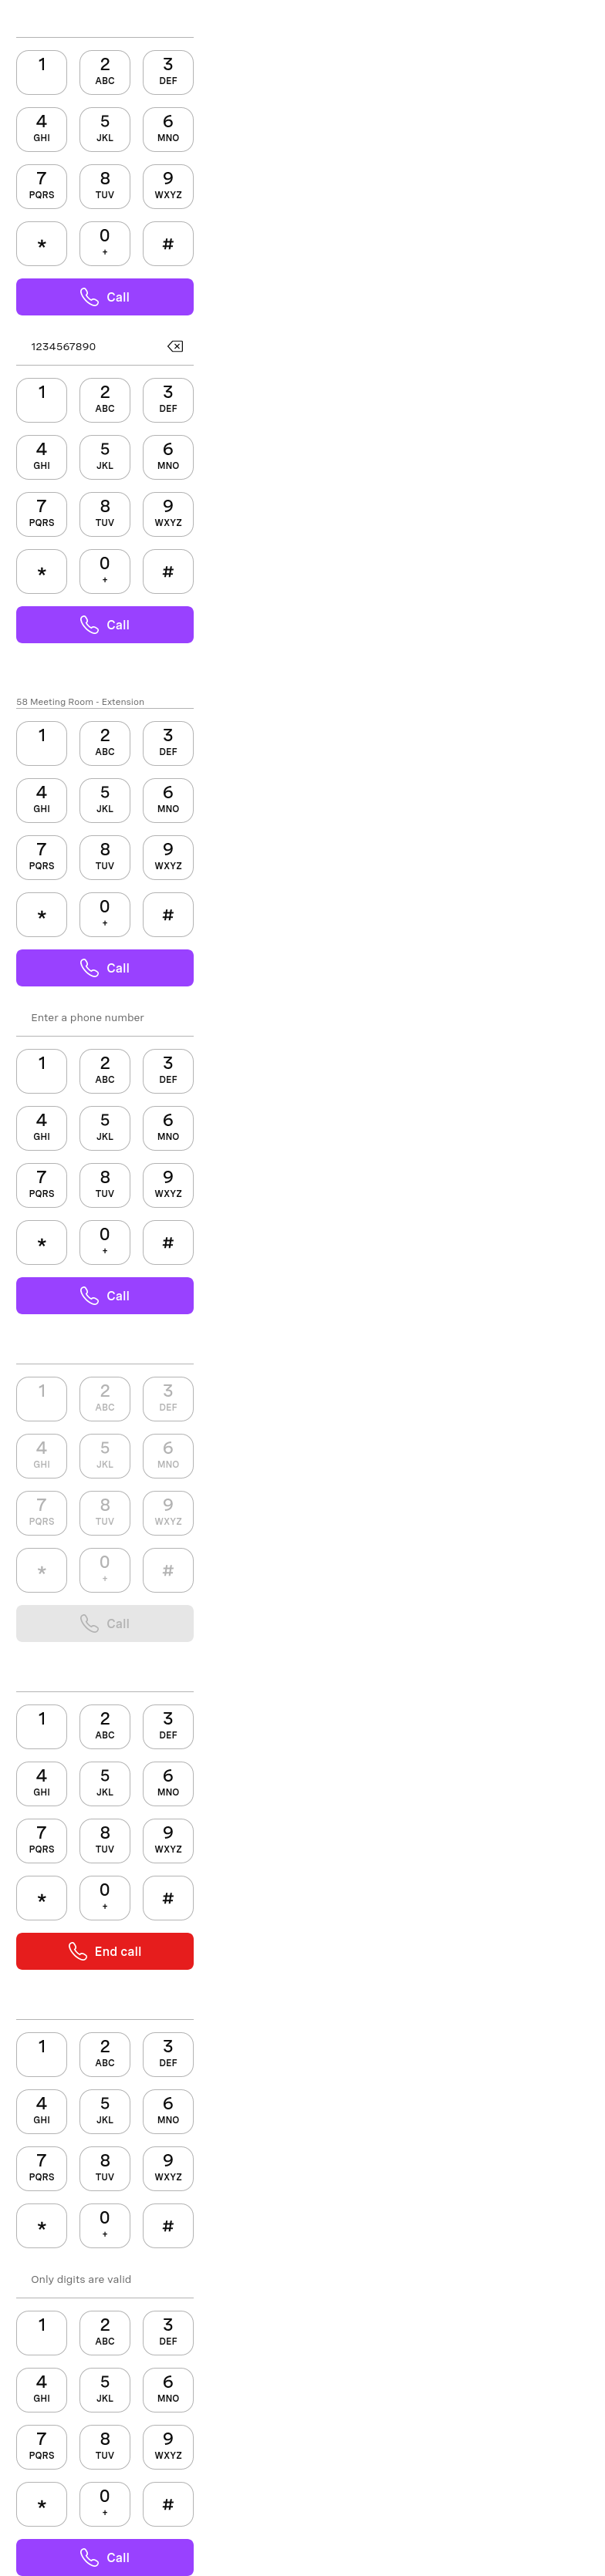 1 2 3
ABC DEF
4 5 6
GHI JKL MNO
7 8 9
PQRS TUV WXYZ
* 0 #
+
Call
1234567890
1 2 3
ABC DEF
4 5 6
GHI JKL MNO
7 8 9
PQRS TUV WXYZ
* 0 #
+
Call
58 Meeting Room - Extension
1 2 3
ABC DEF
4 5 6
GHI JKL MNO
7 8 9
PQRS TUV WXYZ
* 0 #
+
Call
Enter a phone number
1 2 3
ABC DEF
4 5 6
GHI JKL MNO
7 8 9
PQRS TUV WXYZ
* 0 #
+
Call
1 2 3
ABC DEF
4 5 6
GHI JKL MNO
7 8 9
PQRS TUV WXYZ
* 0 #
+
Call
1 2 3
ABC DEF
4 5 6
GHI JKL MNO
7 8 9
PQRS TUV WXYZ
* 0 #
+
End call
1 2 3
ABC DEF
4 5 6
GHI JKL MNO
7 8 9
PQRS TUV WXYZ
* 0 #
+
Only digits are valid
1 2 3
ABC DEF
4 5 6
GHI JKL MNO
7 8 9
PQRS TUV WXYZ
* 0 #
+
Call